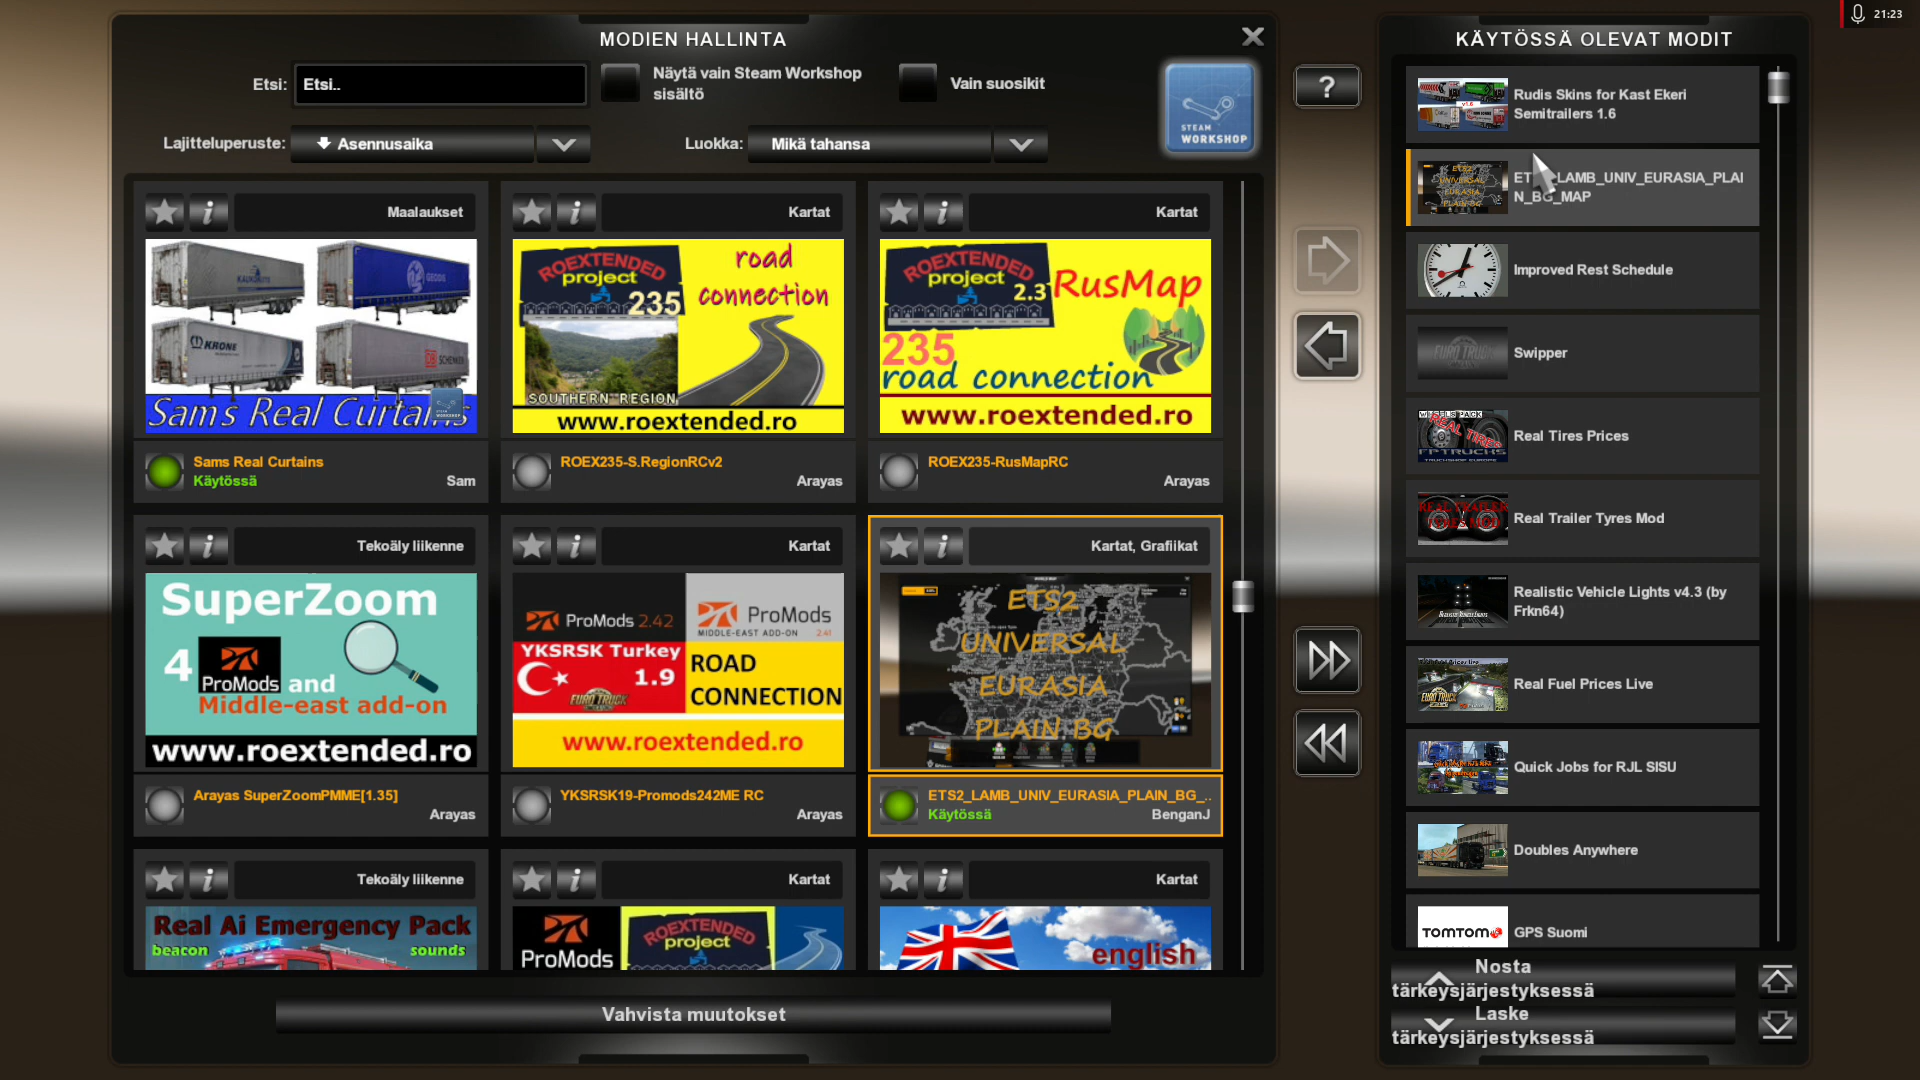 MODIEN HALLINTA
Etsi:
Etsi..
Näytä vain Steam Workshop
sisältö
Vain suosikit
STEAM
WORKSHOP
Lajitteluperuste:
Asennusaika
Luokka:
Mikä tahansa
Maalaukset
Kartat
Kartat
KRONE
DB SCHENKER
Sam's Real Curtains
ROEXTENDED
project
235
road
connection
SOUTHERN REGION
www.roextended.ro
ROEXTENDED
project
2.3
RusMap
235
road connection
www.roextended.ro
Sams Real Curtains
Käytössä
Sam
ROEX235-S.RegionRCv2
Arayas
ROEX235-RusMapRC
Arayas
Tekoäly liikenne
Kartat
Kartat, Grafiikat
SuperZoom
4
ProMods
and
Middle-east add-on
www.roextended.ro
ProMods 2.42
ProMods
MIDDLE-EAST ADD-ON 2.41
YKSRSK Turkey
1.9
EURO TRUCK
ROAD
CONNECTION
www.roextended.ro
ETS2
UNIVERSAL
EURASIA
PLAIN BG
Arayas SuperZoomPMME[1.35]
Arayas
YKSRSK19-Promods242ME RC
Arayas
ETS2_LAMB_UNIV_EURASIA_PLAIN_BG_..
Käytössä
BenganJ
Tekoäly liikenne
Kartat
Kartat
Real Ai Emergency Pack
beacon
sounds
ProMods
ROEXTENDED
project
english
Vahvista muutokset
?
21:23
KÄYTÖSSÄ OLEVAT MODIT
Rudis Skins for Kast Ekeri
Semitrailers 1.6
LAMB_UNIV_EURASIA_PLAI
N_BG_MAP
Improved Rest Schedule
Swipper
Real Tires Prices
Real Trailer Tyres Mod
Realistic Vehicle Lights v4.3 (by
Frkn64)
Real Fuel Prices Live
Quick Jobs for RJL SISU
Doubles Anywhere
TOMTOM
GPS Suomi
Nosta
tärkeysjärjestyksessä
Laske
tärkeysjärjestyksessä